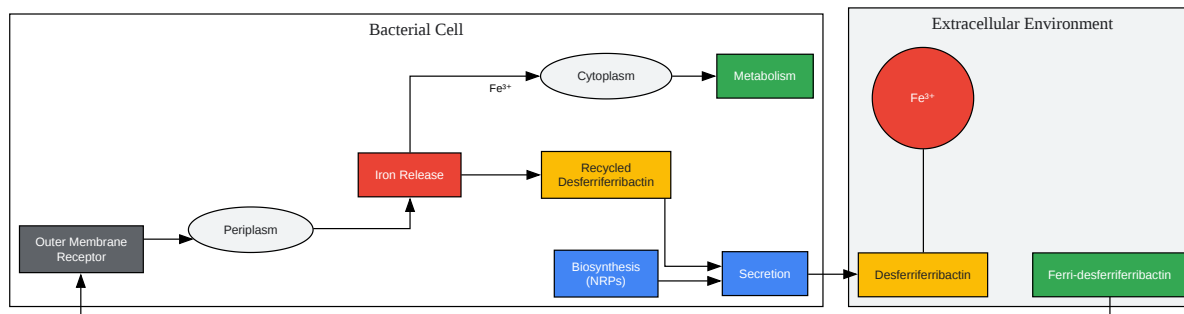 Bacterial Cell
Extracellular Environment
Cytoplasm
Metabolism
Fe³⁺
Fe³⁺
Iron Release
Recycled
Desferriferribactin
Outer Membrane
Receptor
Periplasm
Biosynthesis
(NRPs)
Secretion
Desferriferribactin
Ferri-desferriferribactin